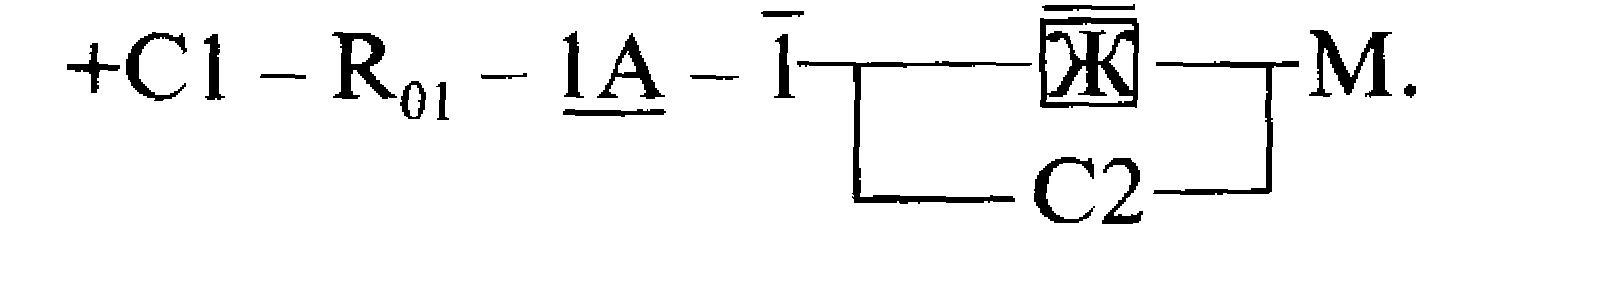 +C1 – R01 – 1A – 1 Ж M.
C2